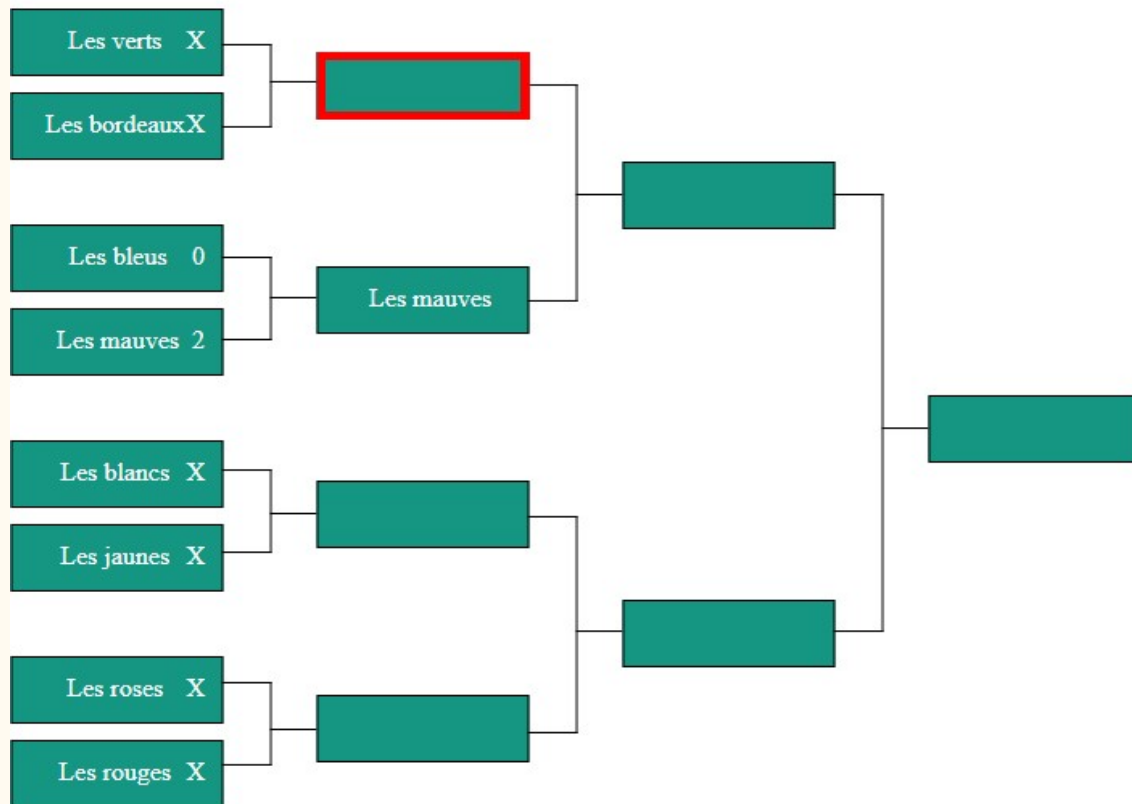 Les verts X
Les bordeauxX
Les bleus 0
Les mauves
Les mauves 2
Les blancs X
Les jaunes X
Les roses X
Les rouges X